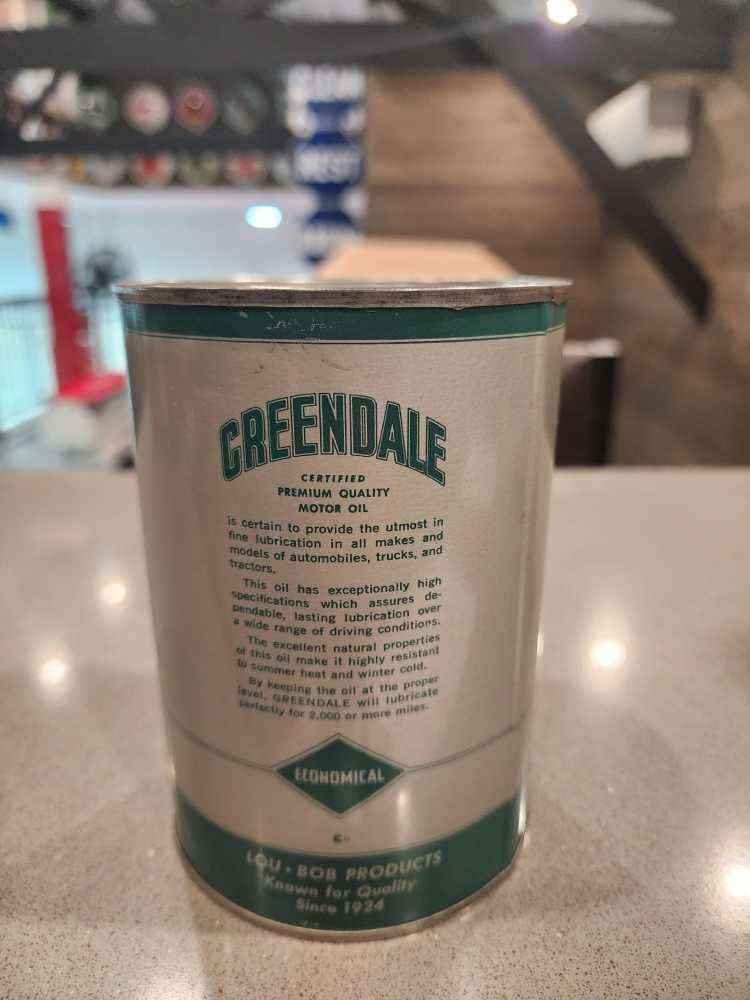 GREENDALE
CERTIFIED
PREMIUM QUALITY
MOTOR OIL
is certain to provide the utmost in
fine lubrication in all makes and
models of automobiles, trucks, and
tractors.
This oil has exceptionally high
specifications which assures de-
pendable, lasting lubrication over
a wide range of driving conditions.
The excellent natural properties
of this oil make it highly resistant
to summer heat and winter cold.
By keeping the oil at the proper
level, GREENDALE will lubricate
perfectly for 2,000 or more miles.
ECONOMICAL
LOU • BOB PRODUCTS
Known for Quality
Since 1924